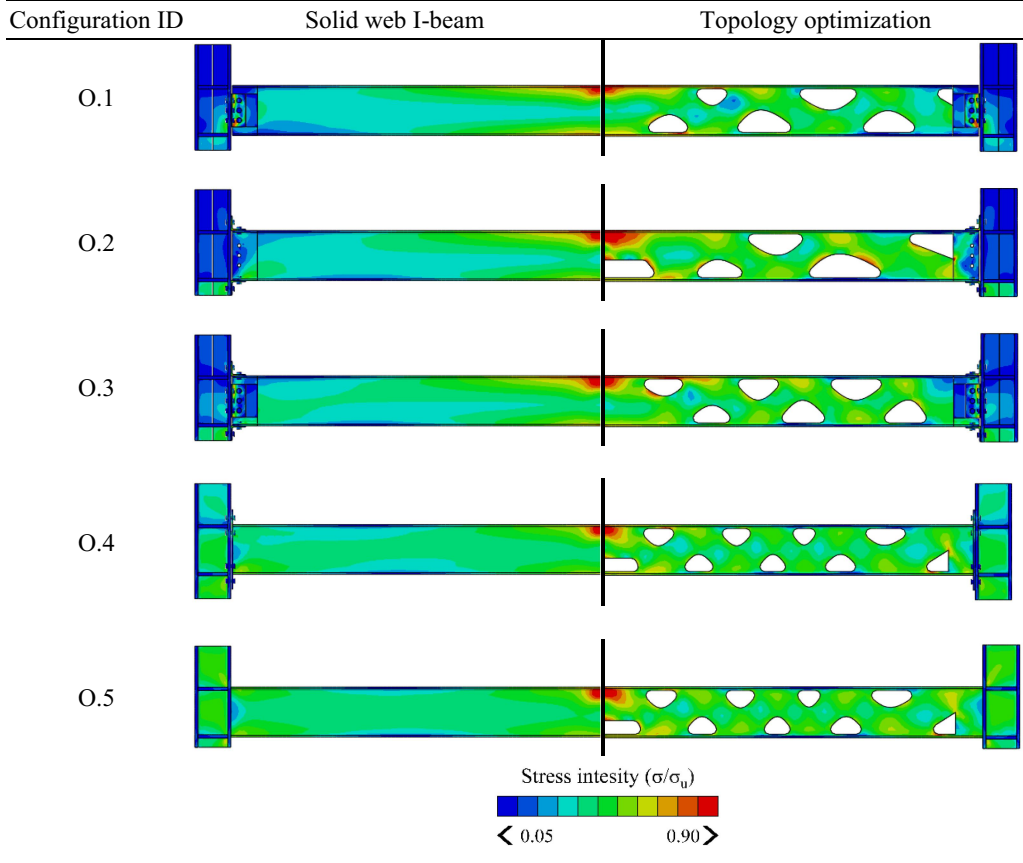 Configuration ID Solid web I-beam Topology optimization
O.1
O.2
O.3
O.4
O.5
Stress intesity (σ/σᵤ)
< 0.05 0.90 >